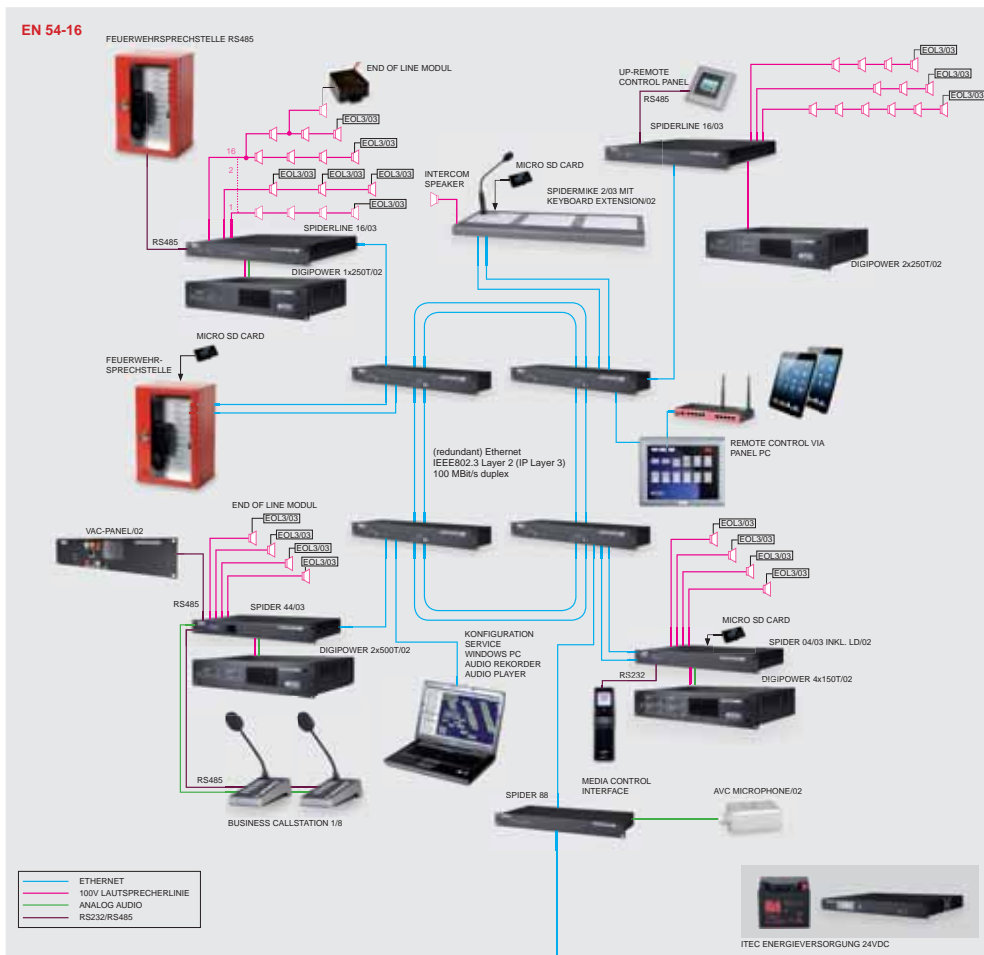 EN 54-16
FEUERWEHRSPRECHSTELLE RS485
END OF LINE MODUL
EOL3/03
16
EOL3/03
2
EOL3/03
EOL3/03
EOL3/03
1
EOL3/03
RS485
SPIDERLINE 16/03
DIGIPOWER 1x250T/02
INTERCOM
SPEAKER
MICRO SD CARD
SPIDERMIKE 2/03 MIT
KEYBOARD EXTENSION/02
UP-REMOTE
CONTROL PANEL
RS485
SPIDERLINE 16/03
EOL3/03
EOL3/03
EOL3/03
DIGIPOWER 2x250T/02
MICRO SD CARD
FEUERWEHR-
SPRECHSTELLE
(redundant) Ethernet
IEEE802.3 Layer 2 (IP Layer 3)
100 MBit/s duplex
REMOTE CONTROL VIA
PANEL PC
END OF LINE MODUL
EOL3/03
EOL3/03
EOL3/03
EOL3/03
VAC-PANEL/02
RS485
SPIDER 44/03
DIGIPOWER 2x500T/02
RS485
BUSINESS CALLSTATION 1/8
KONFIGURATION
SERVICE
WINDOWS PC
AUDIO REKORDER
AUDIO PLAYER
EOL3/03
EOL3/03
EOL3/03
EOL3/03
MICRO SD CARD
SPIDER 04/03 INKL. LD/02
RS232
DIGIPOWER 4x150T/02
MEDIA CONTROL
INTERFACE
SPIDER 88
AVC MICROPHONE/02
ETHERNET
100V LAUTSPRECHERLINIE
ANALOG AUDIO
RS232/RS485
ITEC ENERGIEVERSORGUNG 24VDC